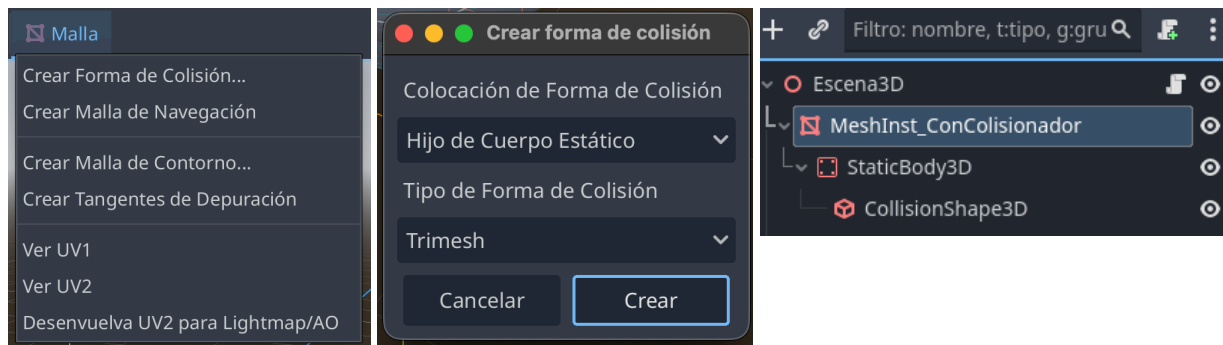 Malla
Crear Forma de Colisión...
Crear Malla de Navegación
Crear Malla de Contorno...
Crear Tangentes de Depuración
Ver UV1
Ver UV2
Desenvuelva UV2 para Lightmap/AO
Crear forma de colisión
Colocación de Forma de Colisión
Hijo de Cuerpo Estático
Tipo de Forma de Colisión
Trimesh
Cancelar
Crear
Filtro: nombre, t:tipo, g:gru
Escena3D
MeshInst_ConColisionador
StaticBody3D
CollisionShape3D